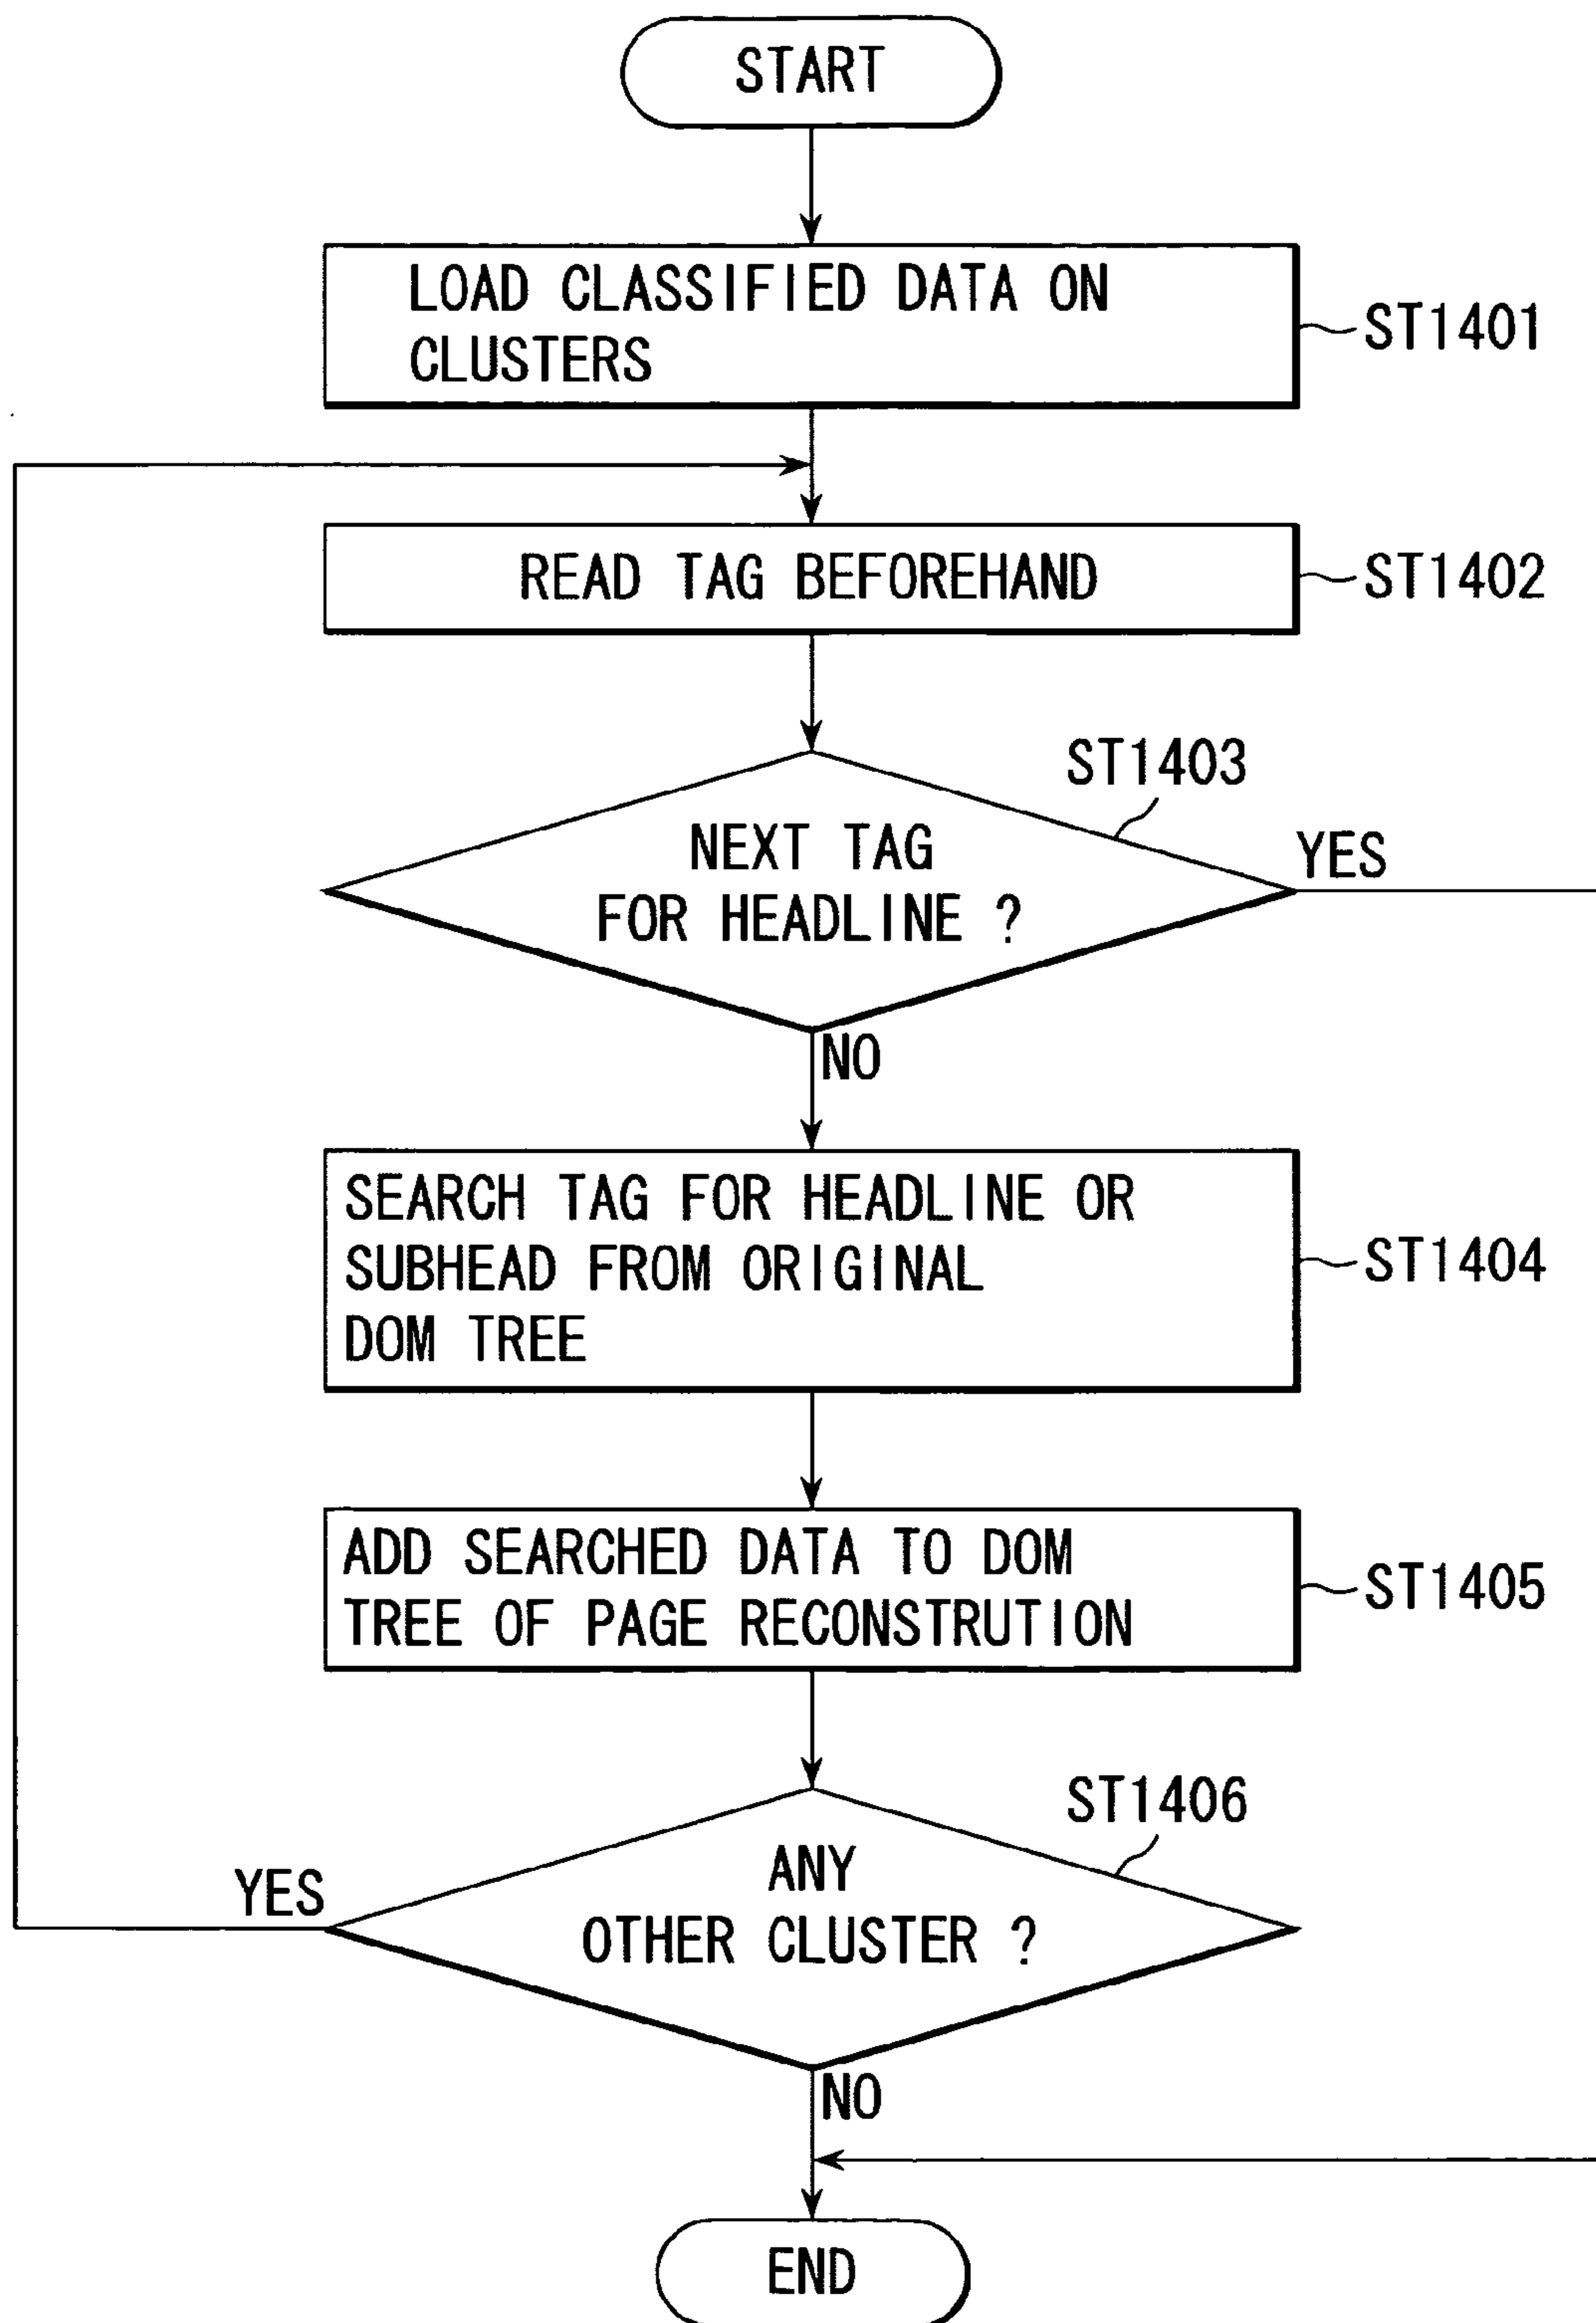 START
LOAD CLASSIFIED DATA ON
CLUSTERS
ST1401
READ TAG BEFOREHAND
ST1402
ST1403
NEXT TAG
FOR HEADLINE ?
YES
NO
SEARCH TAG FOR HEADLINE OR
SUBHEAD FROM ORIGINAL
DOM TREE
ST1404
ADD SEARCHED DATA TO DOM
TREE OF PAGE RECONSTRUTION
ST1405
ST1406
ANY
OTHER CLUSTER ?
YES
NO
END